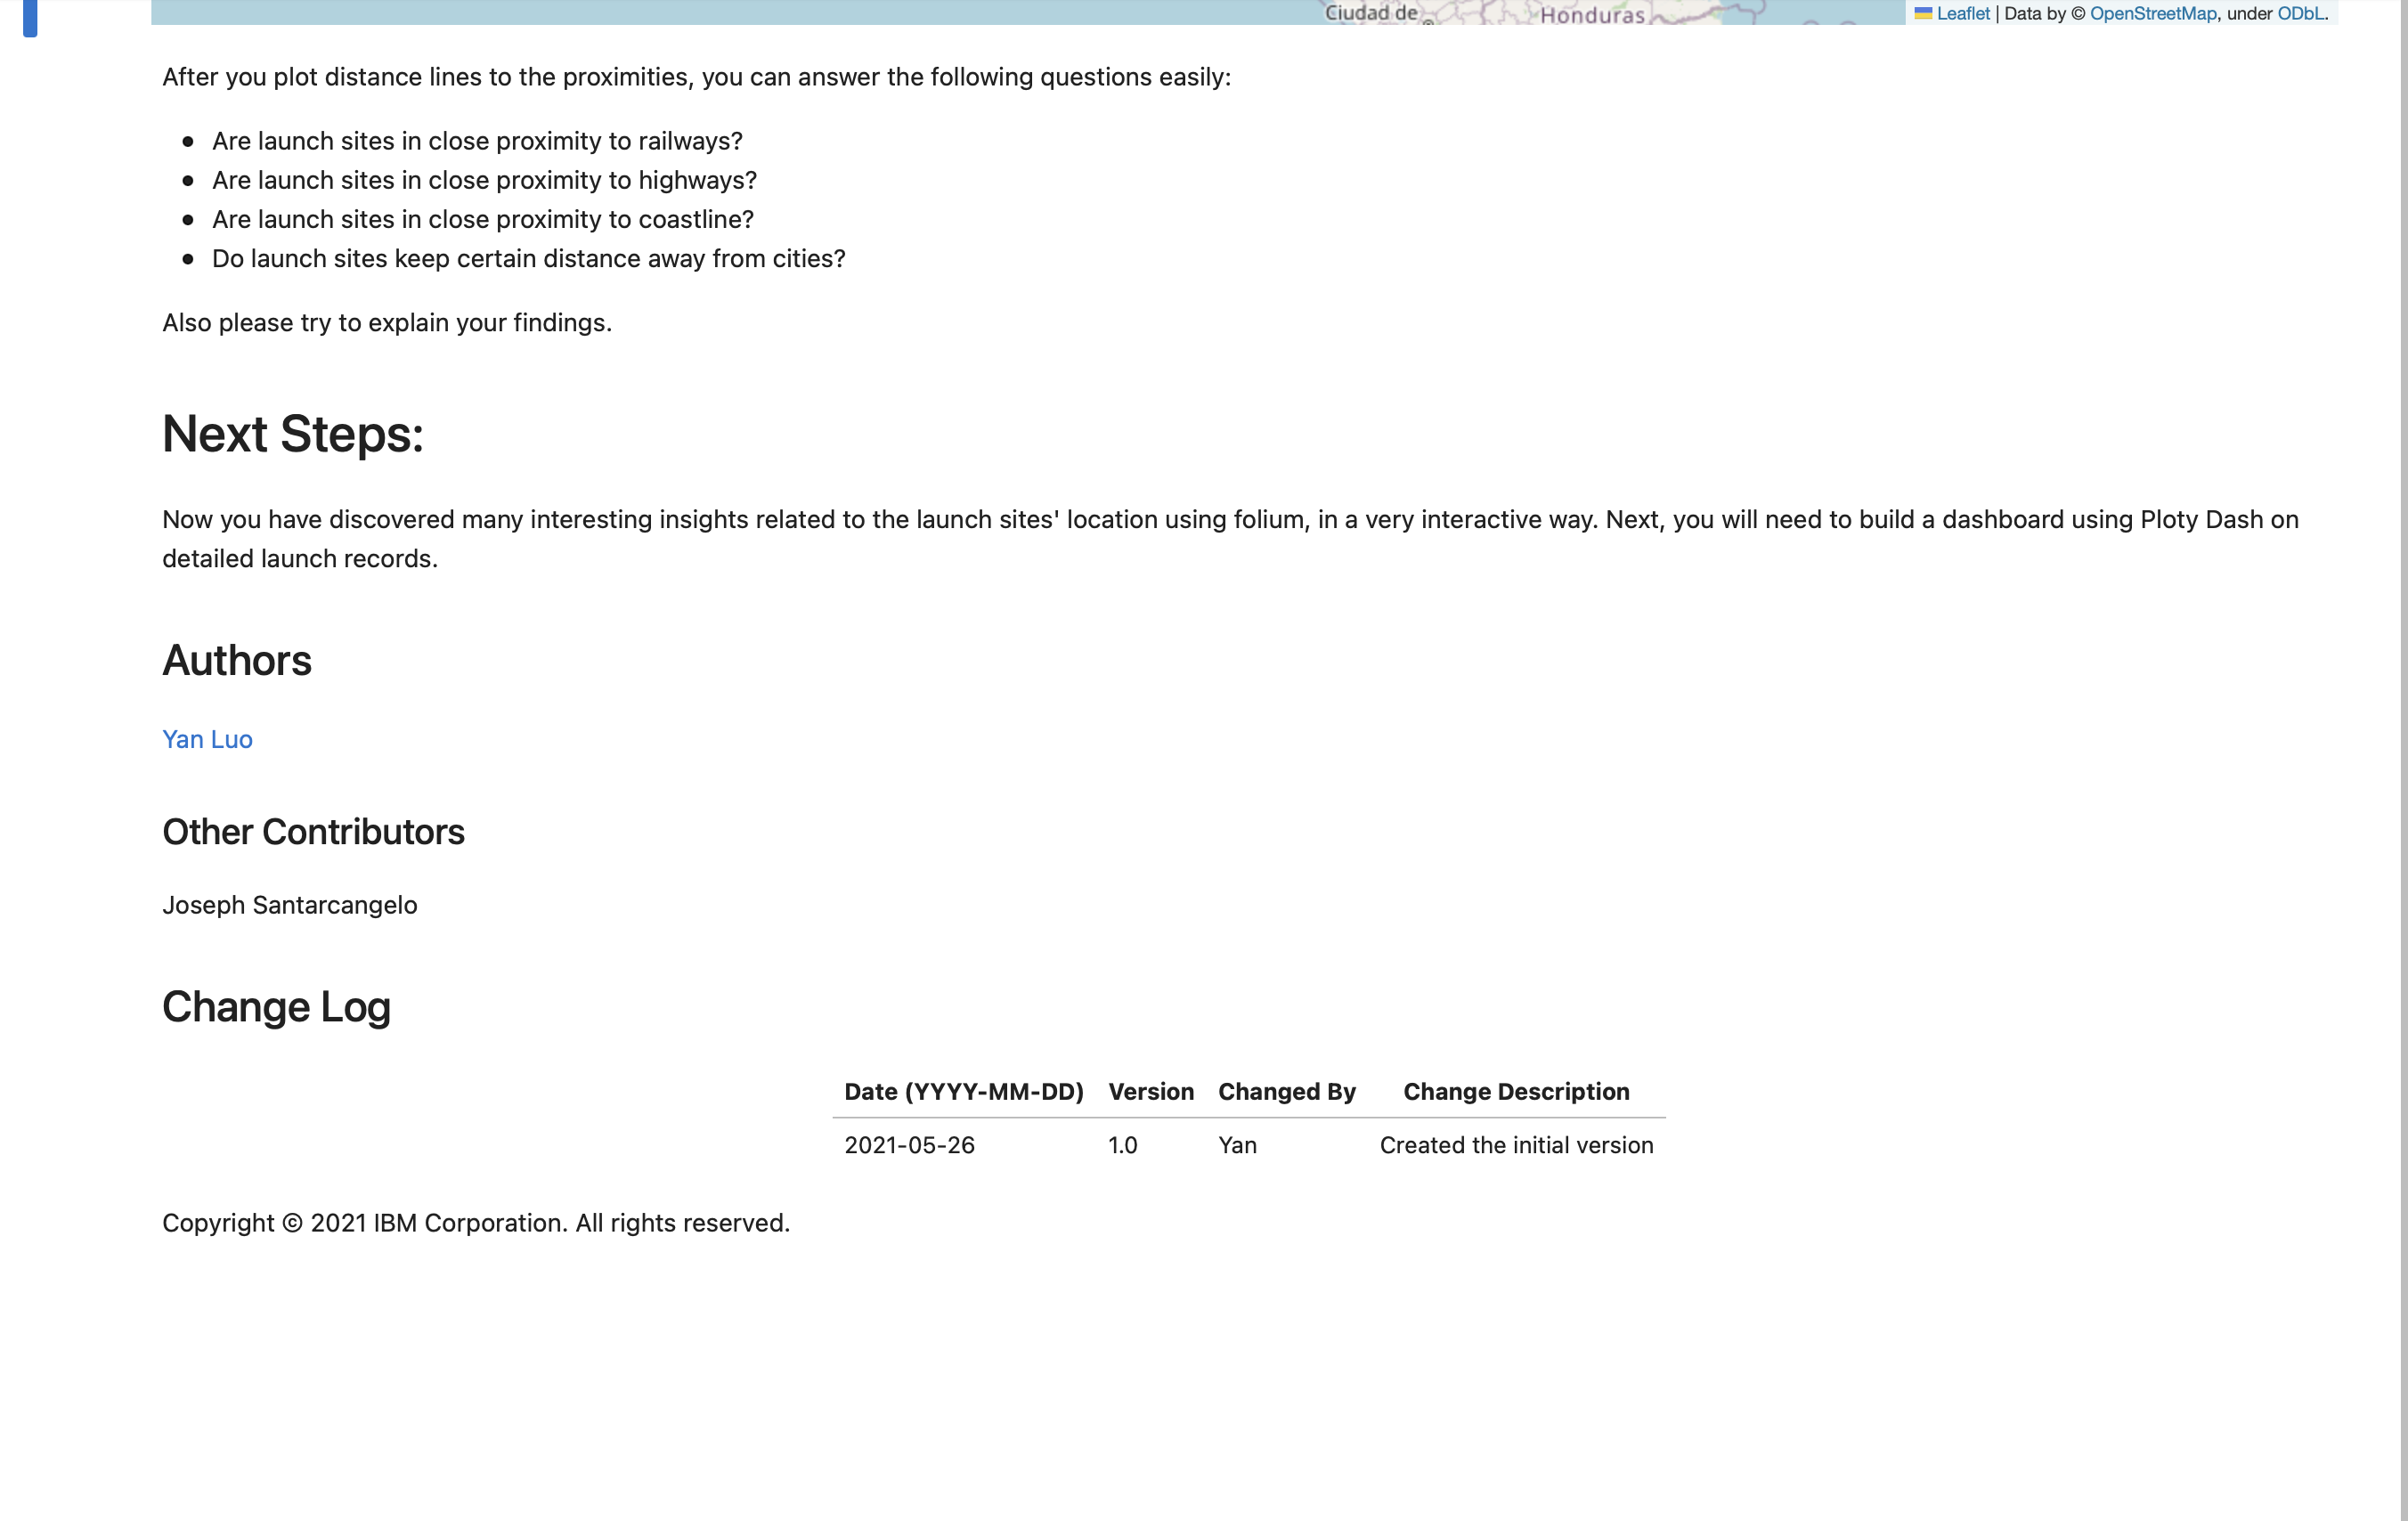 Ciudad de
Honduras
Leaflet | Data by © OpenStreetMap, under ODbL.
After you plot distance lines to the proximities, you can answer the following questions easily:
• Are launch sites in close proximity to railways?
• Are launch sites in close proximity to highways?
• Are launch sites in close proximity to coastline?
• Do launch sites keep certain distance away from cities?
Also please try to explain your findings.
Next Steps:
Now you have discovered many interesting insights related to the launch sites' location using folium, in a very interactive way. Next, you will need to build a dashboard using Ploty Dash on
detailed launch records.
Authors
Yan Luo
Other Contributors
Joseph Santarcangelo
Change Log
Date (YYYY-MM-DD) Version Changed By Change Description
2021-05-26 1.0 Yan Created the initial version
Copyright © 2021 IBM Corporation. All rights reserved.